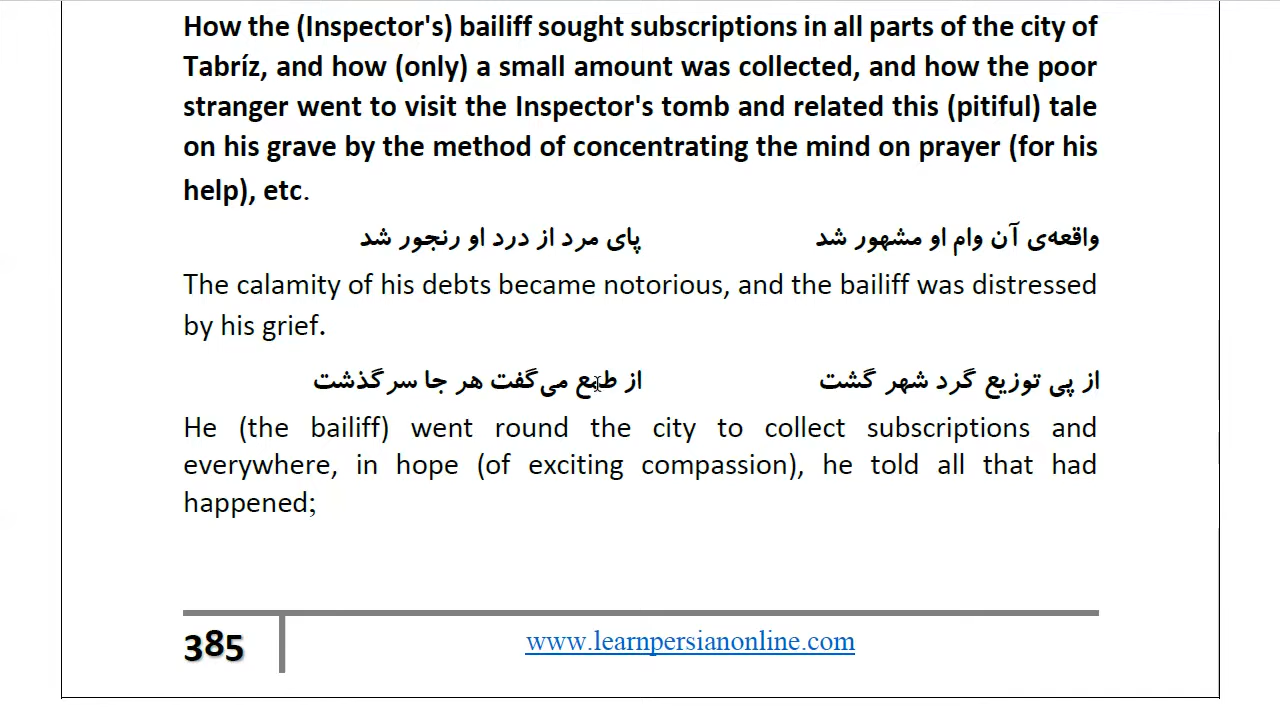 How the (Inspector's) bailiff sought subscriptions in all parts of the city of
Tabríz, and how (only) a small amount was collected, and how the poor
stranger went to visit the Inspector's tomb and related this (pitiful) tale
on his grave by the method of concentrating the mind on prayer (for his
help), etc.
واقعه‌ی آن وام او مشهور شد پای مرد از درد او رنجور شد
The calamity of his debts became notorious, and the bailiff was distressed
by his grief.
از پی توزیع گرد شهر گشت از طمع می‌گفت هر جا سر گذشت
He (the bailiff) went round the city to collect subscriptions and
everywhere, in hope (of exciting compassion), he told all that had
happened;
385 www.learnpersianonline.com